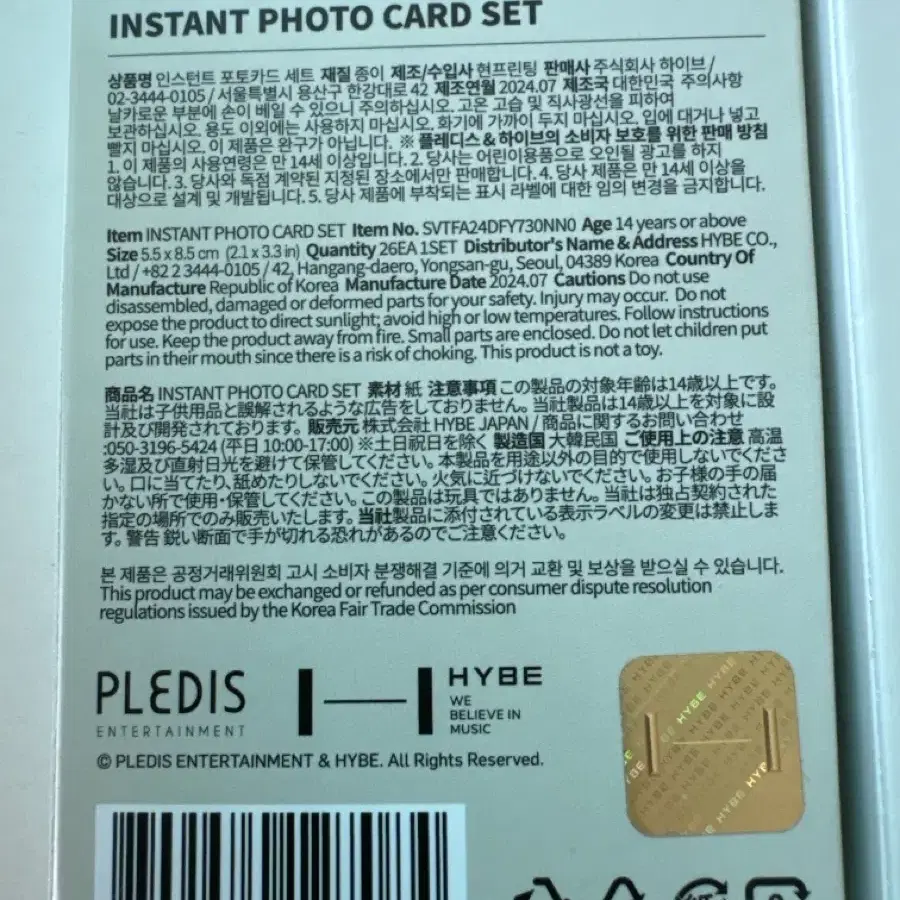 INSTANT PHOTO CARD SET
상품명 인스턴트 포토카드 세트 재질 종이 제조/수입사 현프린팅 판매사 주식회사 하이브/
02-3444-0105 / 서울특별시 용산구 한강대로 42 제조연월 2024.07 제조국 대한민국 주의사항
날카로운 부분에 손이 베일 수 있으니 주의하십시오. 고온 고습 및 직사광선을 피하여
보관하십시오. 용도 이외에는 사용하지 마십시오. 화기에 가까이 두지 마십시오. 입에 대거나 넣고
빨지 마십시오. 이 제품은 완구가 아닙니다. ※ 플레디스 & 하이브의 소비자 보호를 위한 판매 방침
1. 이 제품의 사용연령은 만 14세 이상입니다. 2. 당사는 어린이용품으로 오인될 광고를 하지
않습니다. 3. 당사와 독점 계약된 지정된 장소에서만 판매합니다. 4. 당사 제품은 만 14세 이상을
대상으로 설계 및 개발됩니다. 5. 당사 제품에 부착되는 표시 라벨에 대한 임의 변경을 금지합니다.
Item INSTANT PHOTO CARD SET Item No. SVTFA24DFY730NN0 Age 14 years or above
Size 5.5 x 8.5 cm (2.1 x 3.3 in) Quantity 26EA 1SET Distributor's Name & Address HYBE CO.,
Ltd / +82 2 3444-0105 / 42, Hangang-daero, Yongsan-gu, Seoul, 04389 Korea Country Of
Manufacture Republic of Korea Manufacture Date 2024.07 Cautions Do not use
disassembled, damaged or deformed parts for your safety. Injury may occur. Do not
expose the product to direct sunlight; avoid high or low temperatures. Follow instructions
for use. Keep the product away from fire. Small parts are enclosed. Do not let children put
parts in their mouth since there is a risk of choking. This product is not a toy.
商品名 INSTANT PHOTO CARD SET 素材 紙 注意事項 この製品の対象年齢は14歳以上です。
当社は子供用品と誤解されるような広告をしておりません。当社製品は14歳以上を対象に設
計及び開発されております。販売元 株式会社 HYBE JAPAN / 商品に関するお問い合わせ
:050-3196-5424 (平日 10:00-17:00) ※土日祝日を除く 製造国 大韓民国 ご使用上の注意 高温
多湿及び直射日光を避けて保管してください。本製品を用途以外の目的で使用しないでくださ
い。口に当てたり、舐めたりしないでください。火気に近づけないでください。お子様の手の届
かない所で使用・保管してください。この製品は玩具ではありません。当社は独占契約された
指定の場所でのみ販売いたします。当社製品に添付されている表示ラベルの変更は禁止しま
す。警告 鋭い断面で手が切れる恐れがあるのでご注意ください。
본 제품은 공정거래위원회 고시 소비자 분쟁해결 기준에 의거 교환 및 보상을 받으실 수 있습니다.
This product may be exchanged or refunded as per consumer dispute resolution
regulations issued by the Korea Fair Trade Commission
PLEDIS
ENTERTAINMENT
HYBE
WE
BELIEVE IN
MUSIC
© PLEDIS ENTERTAINMENT & HYBE. All Rights Reserved.
HYBE HYBE HYBE